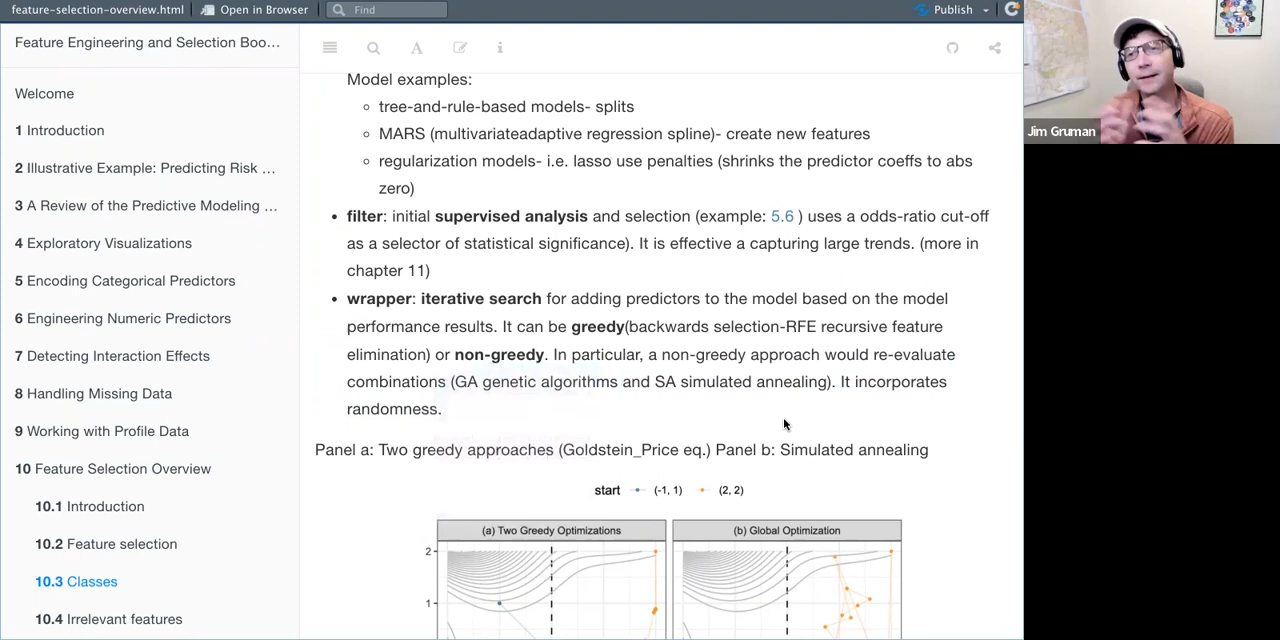 feature-selection-overview.html
Open in Browser
Find
Publish
Feature Engineering and Selection Boo…
Welcome
1 Introduction
2 Illustrative Example: Predicting Risk …
3 A Review of the Predictive Modeling …
4 Exploratory Visualizations
5 Encoding Categorical Predictors
6 Engineering Numeric Predictors
7 Detecting Interaction Effects
8 Handling Missing Data
9 Working with Profile Data
10 Feature Selection Overview
10.1 Introduction
10.2 Feature selection
10.3 Classes
10.4 Irrelevant features
Model examples:
tree-and-rule-based models- splits
MARS (multivariateadaptive regression spline)- create new features
regularization models- i.e. lasso use penalties (shrinks the predictor coeffs to abs
zero)
filter: initial supervised analysis and selection (example: 5.6 ) uses a odds-ratio cut-off
as a selector of statistical significance). It is effective a capturing large trends. (more in
chapter 11)
wrapper: iterative search for adding predictors to the model based on the model
performance results. It can be greedy(backwards selection-RFE recursive feature
elimination) or non-greedy. In particular, a non-greedy approach would re-evaluate
combinations (GA genetic algorithms and SA simulated annealing). It incorporates
randomness.
Panel a: Two greedy approaches (Goldstein_Price eq.) Panel b: Simulated annealing
start (-1, 1) (2, 2)
(a) Two Greedy Optimizations
(b) Global Optimization
2
1
Jim Gruman